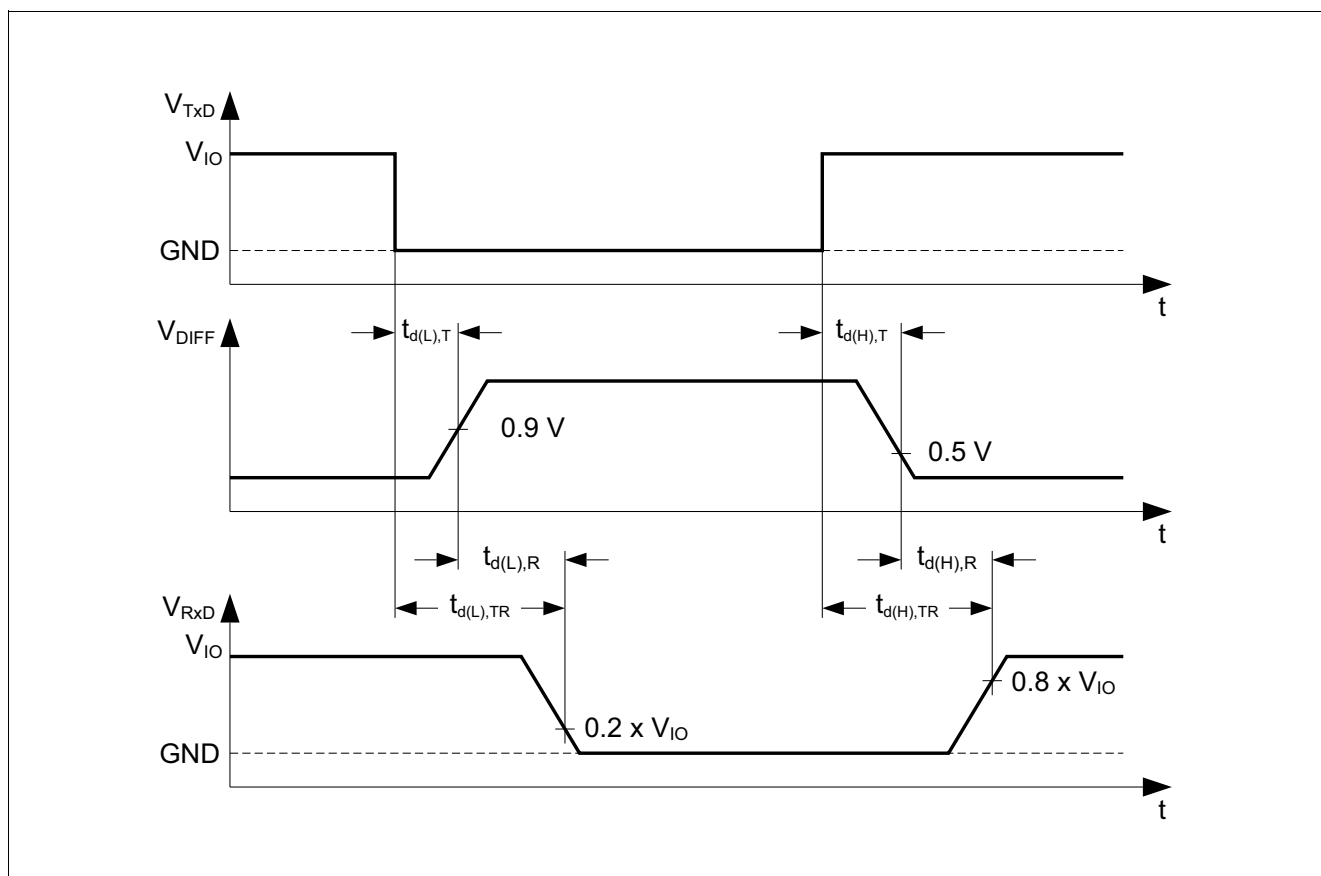 V_TxD
V_IO
GND
t
V_DIFF
t_d(L),T
t_d(H),T
0.9 V
0.5 V
t
t_d(L),R
t_d(H),R
V_RxD
t_d(L),TR
t_d(H),TR
V_IO
0.8 x V_IO
0.2 x V_IO
GND
t